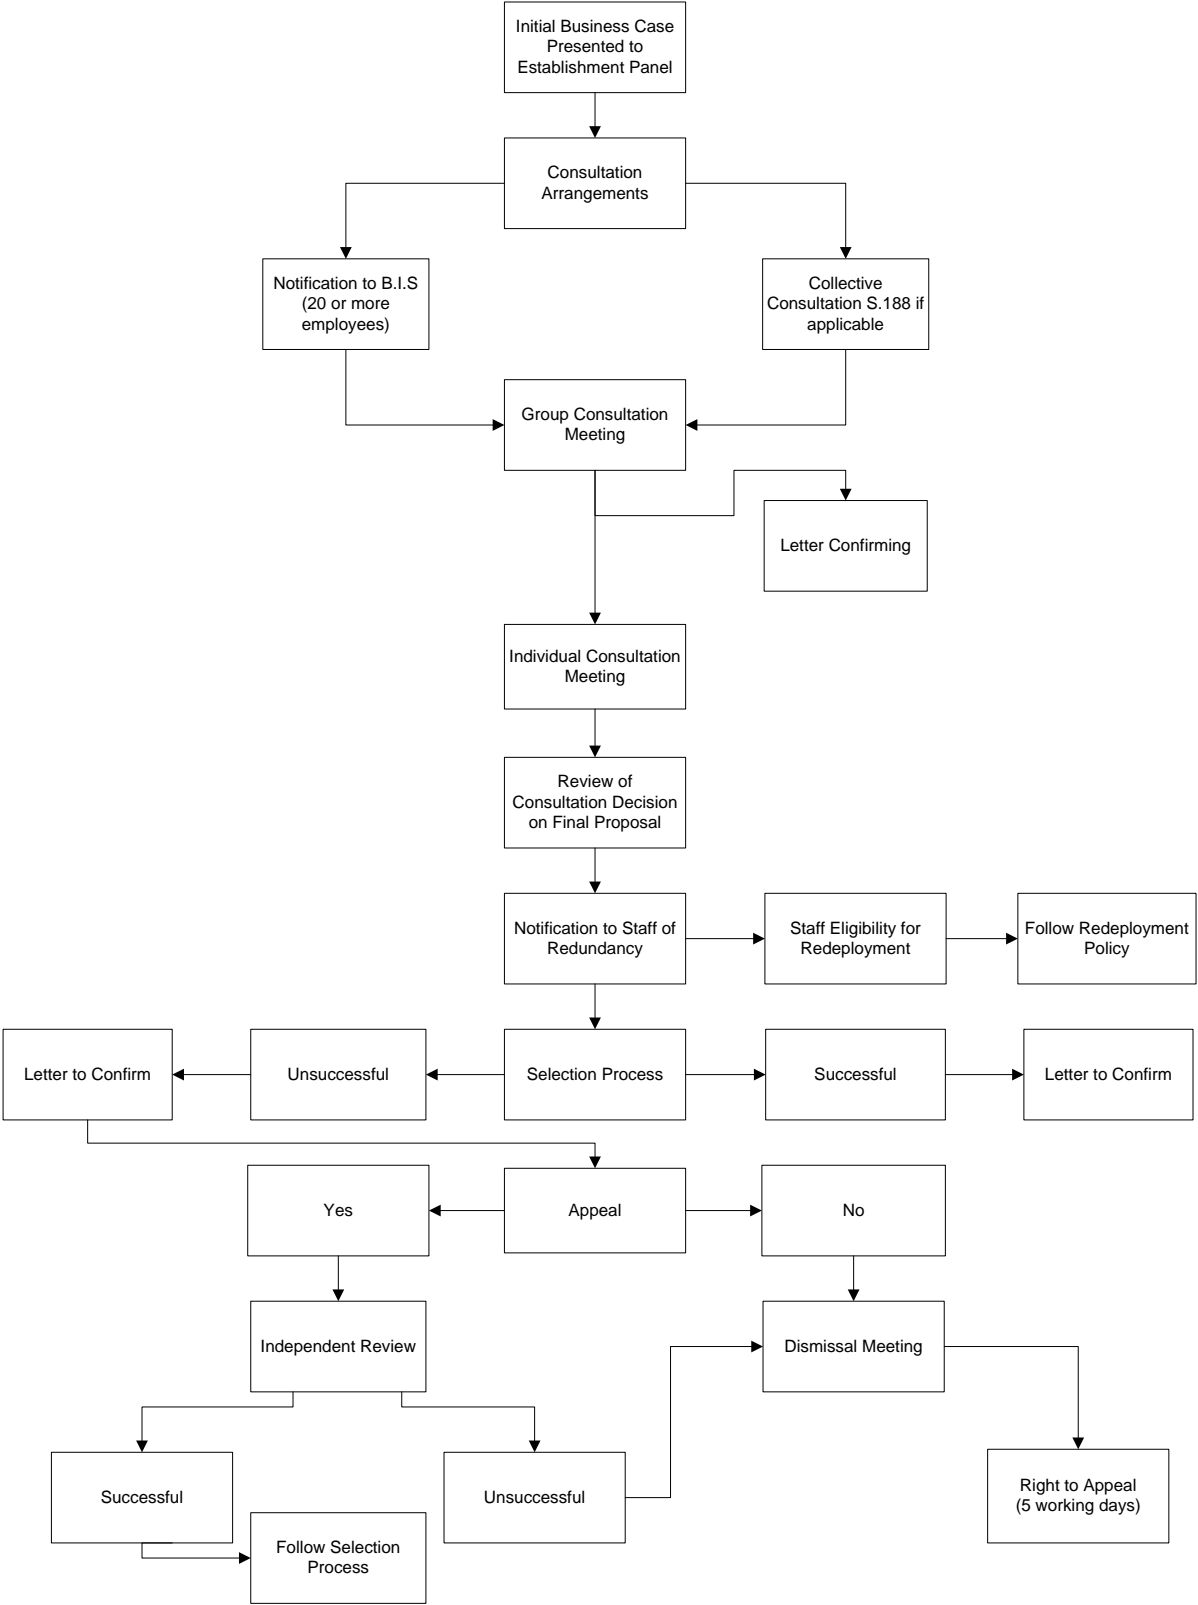 Initial Business Case
Presented to
Establishment Panel
Consultation
Arrangements
Notification to B.I.S
(20 or more
employees)
Collective
Consultation S.188 if
applicable
Group Consultation
Meeting
Letter Confirming
Individual Consultation
Meeting
Review of
Consultation Decision
on Final Proposal
Notification to Staff of
Redundancy
Staff Eligibility for
Redeployment
Follow Redeployment
Policy
Letter to Confirm
Unsuccessful
Selection Process
Successful
Letter to Confirm
Yes
Appeal
No
Independent Review
Dismissal Meeting
Successful
Unsuccessful
Right to Appeal
(5 working days)
Follow Selection
Process